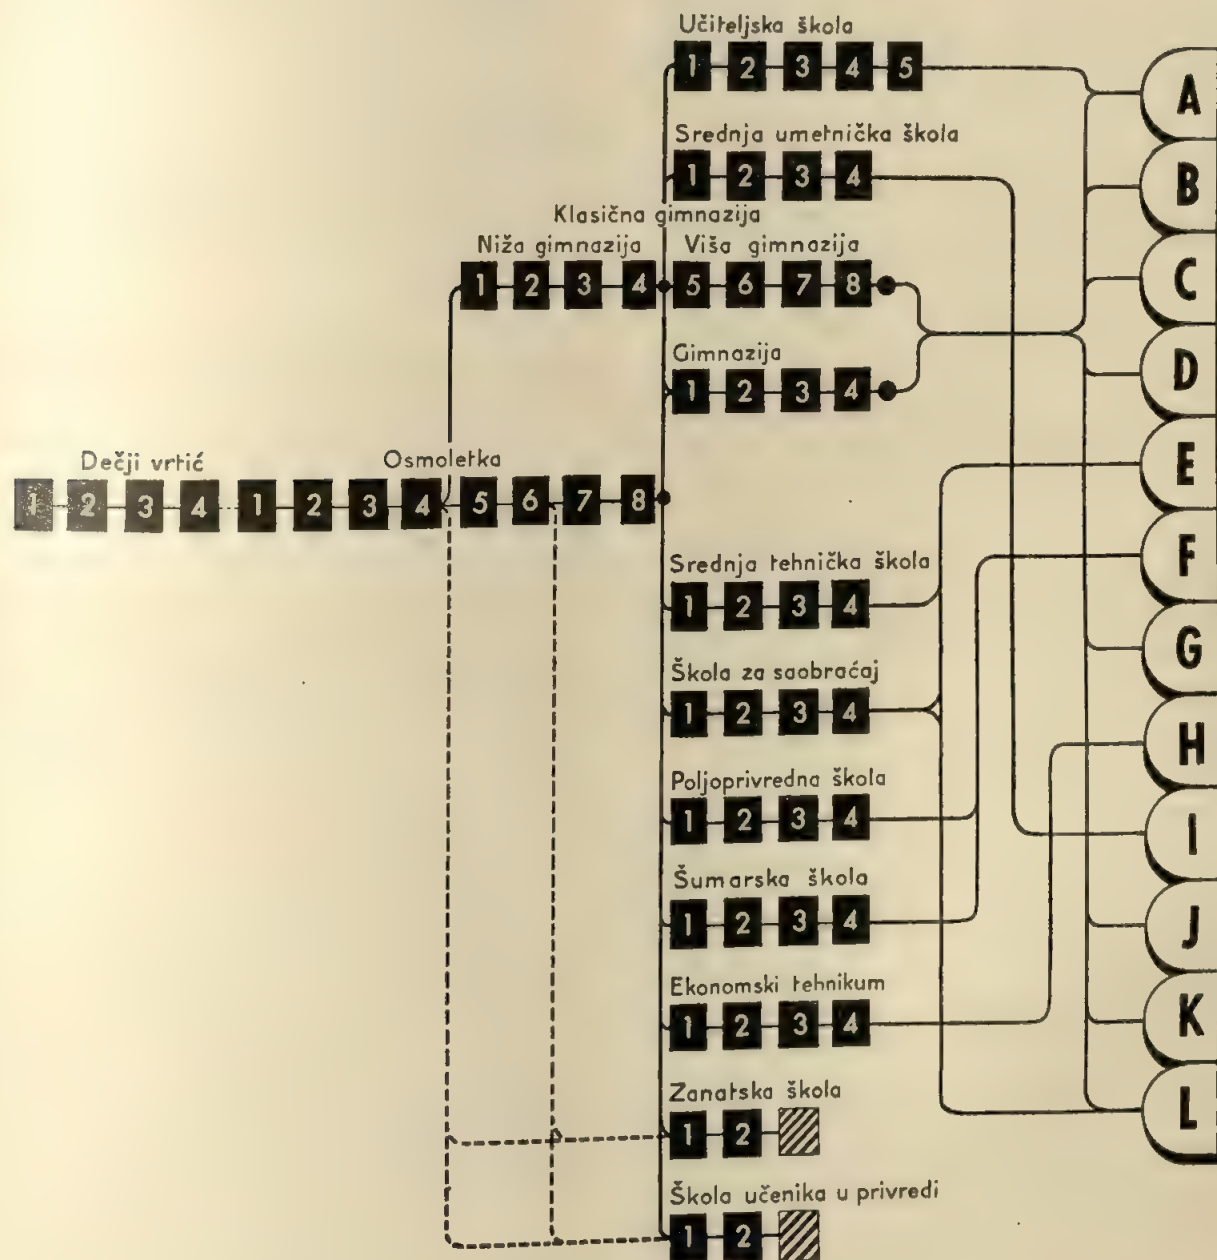 Učiteljska škola
1 2 3 4 5
A
Srednja umetnička škola
1 2 3 4
B
Klasična gimnazija
Niža gimnazija Viša gimnazija
1 2 3 4 5 6 7 8
C
Gimnazija
1 2 3 4
D
Dečji vrtić Osmoletka
1 2 3 4 1 2 3 4 5 6 7 8
E
Srednja tehnička škola
1 2 3 4
F
Škola za saobraćaj
1 2 3 4
G
Poljoprivredna škola
1 2 3 4
H
Šumarska škola
1 2 3 4
I
Ekonomski tehnikum
1 2 3 4
J
Zanatska škola
1 2
K
Škola učenika u privredi
1 2
L